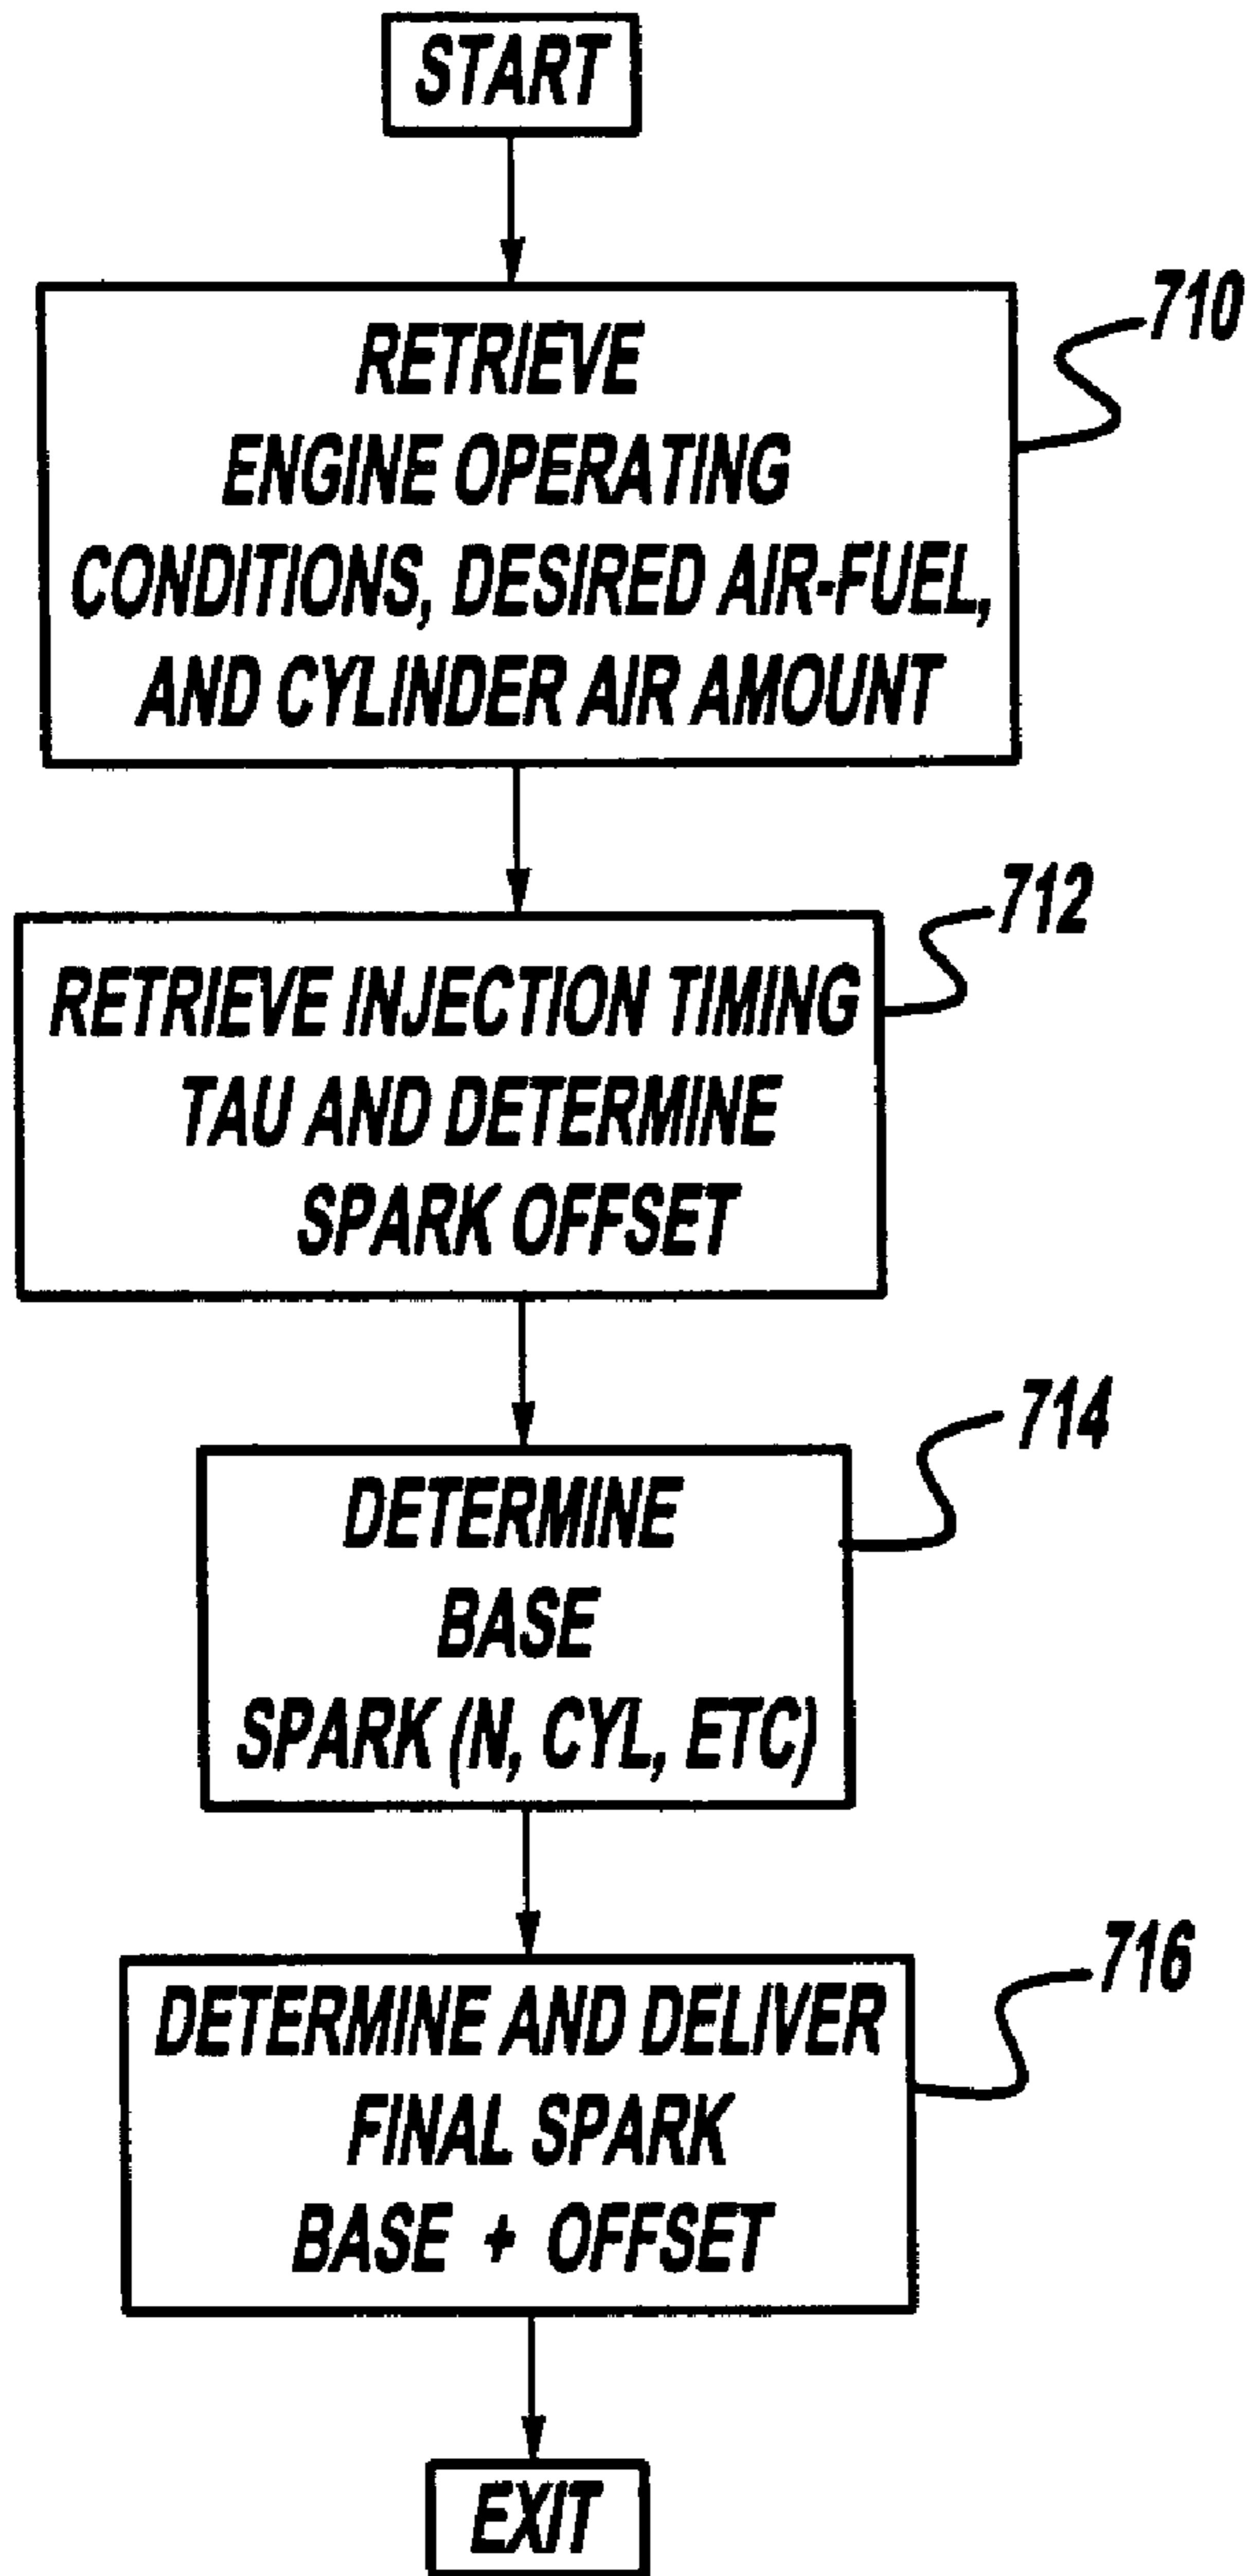 START
RETRIEVE
ENGINE OPERATING
CONDITIONS, DESIRED AIR-FUEL,
AND CYLINDER AIR AMOUNT
710
RETRIEVE INJECTION TIMING
TAU AND DETERMINE
SPARK OFFSET
712
DETERMINE
BASE
SPARK (N, CYL, ETC)
714
DETERMINE AND DELIVER
FINAL SPARK
BASE + OFFSET
716
EXIT